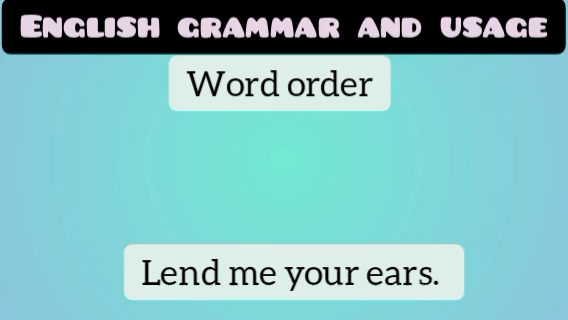 English grammar and usage
Word order
Lend me your ears.